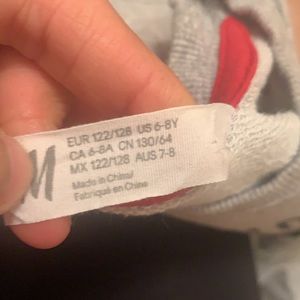 M
EUR 122/128 US 6-8Y
CA 6-8A CN 130/64
MX 122/128 AUS 7-8
Made in China/
Fabriqué en Chine